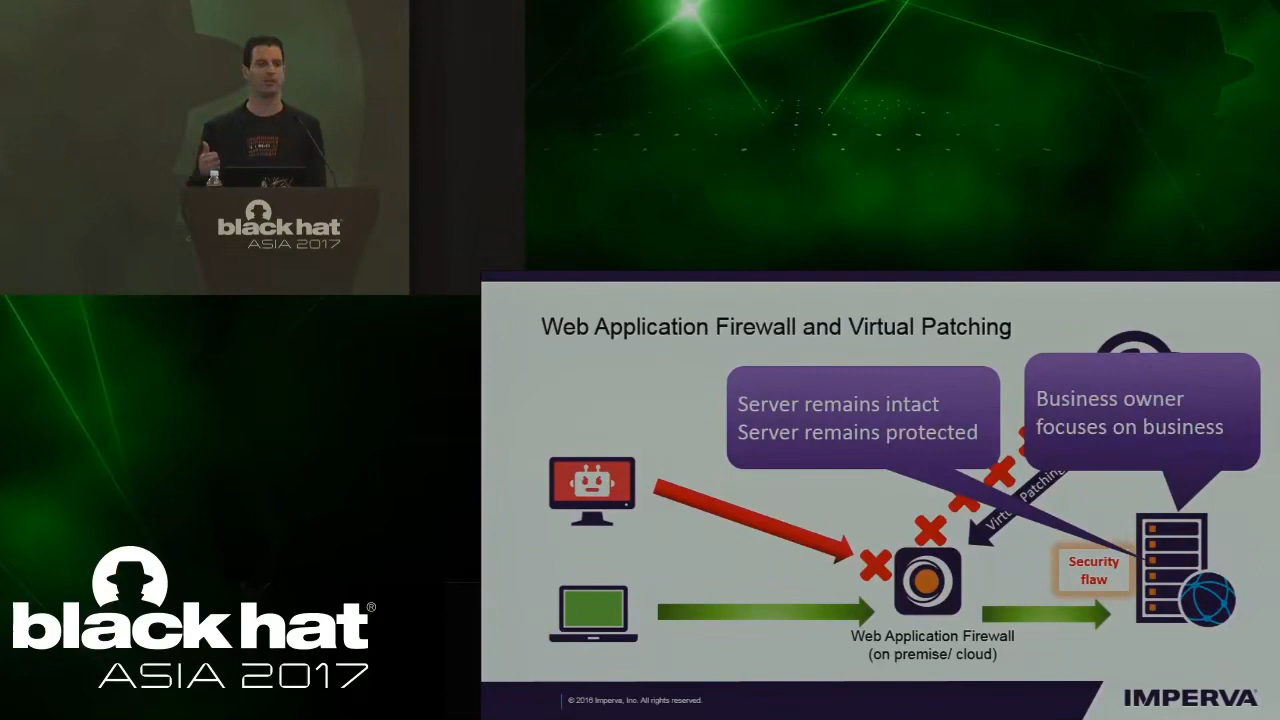 black hat
ASIA 2017
Web Application Firewall and Virtual Patching
Server remains intact
Server remains protected
Business owner
focuses on business
Virtual Patching
Security
flaw
Web Application Firewall
(on premise/ cloud)
© 2016 Imperva, Inc. All rights reserved.
IMPERVA
black hat®
ASIA 2017